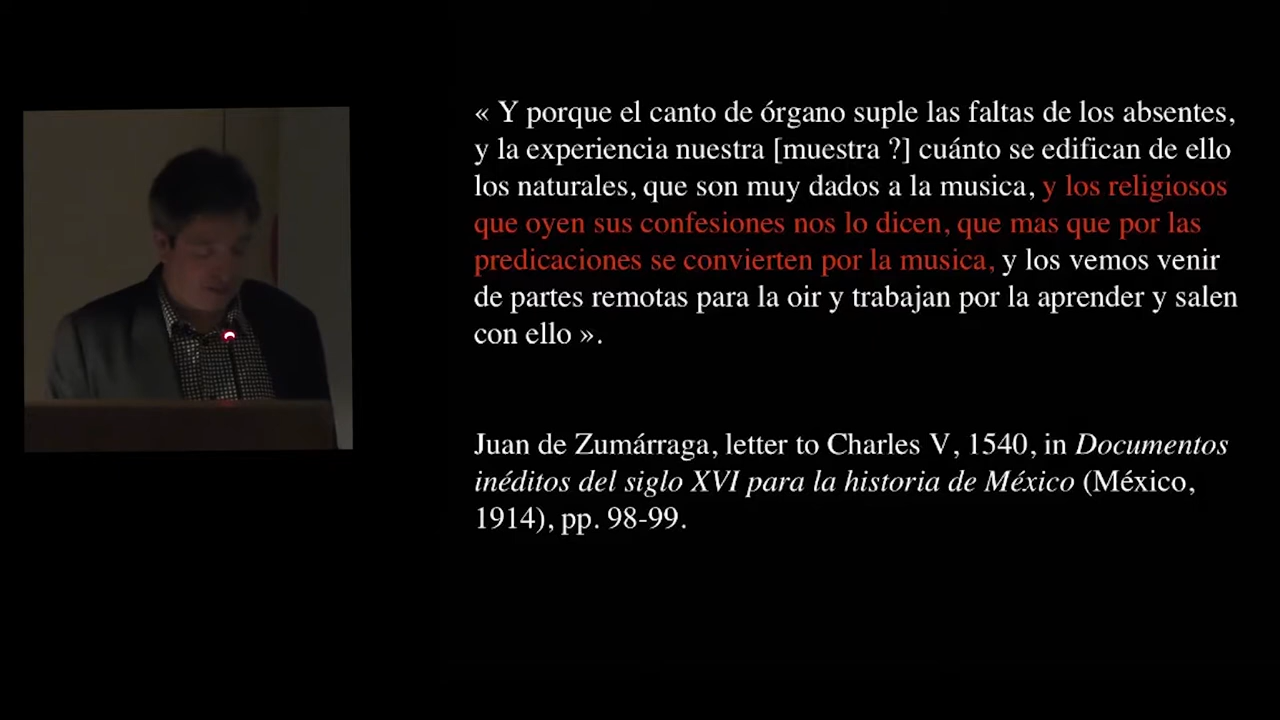 « Y porque el canto de órgano suple las faltas de los absentes,
y la experiencia nuestra [muestra ?] cuánto se edifican de ello
los naturales, que son muy dados a la musica, y los religiosos
que oyen sus confesiones nos lo dicen, que mas que por las
predicaciones se convierten por la musica, y los vemos venir
de partes remotas para la oir y trabajan por la aprender y salen
con ello ».
Juan de Zumárraga, letter to Charles V, 1540, in Documentos
inéditos del siglo XVI para la historia de México (México,
1914), pp. 98-99.